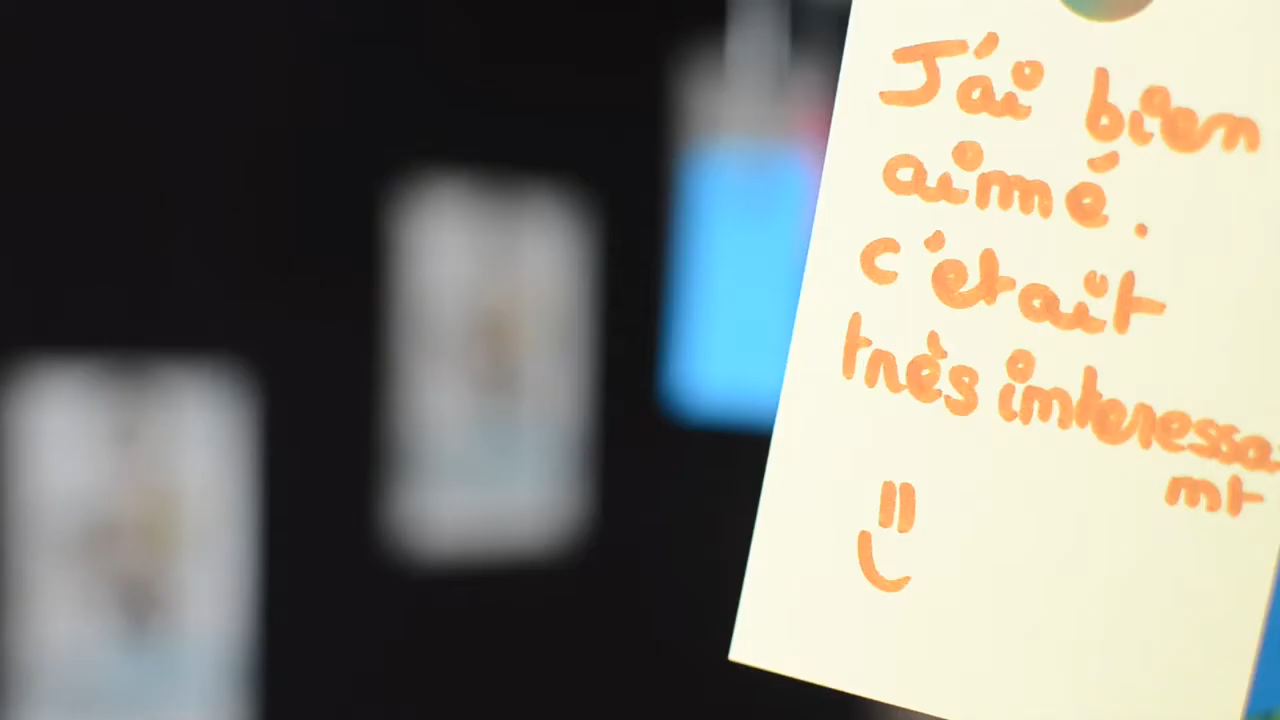 J'ai bien
aimé.
c'était
très interessa
nt